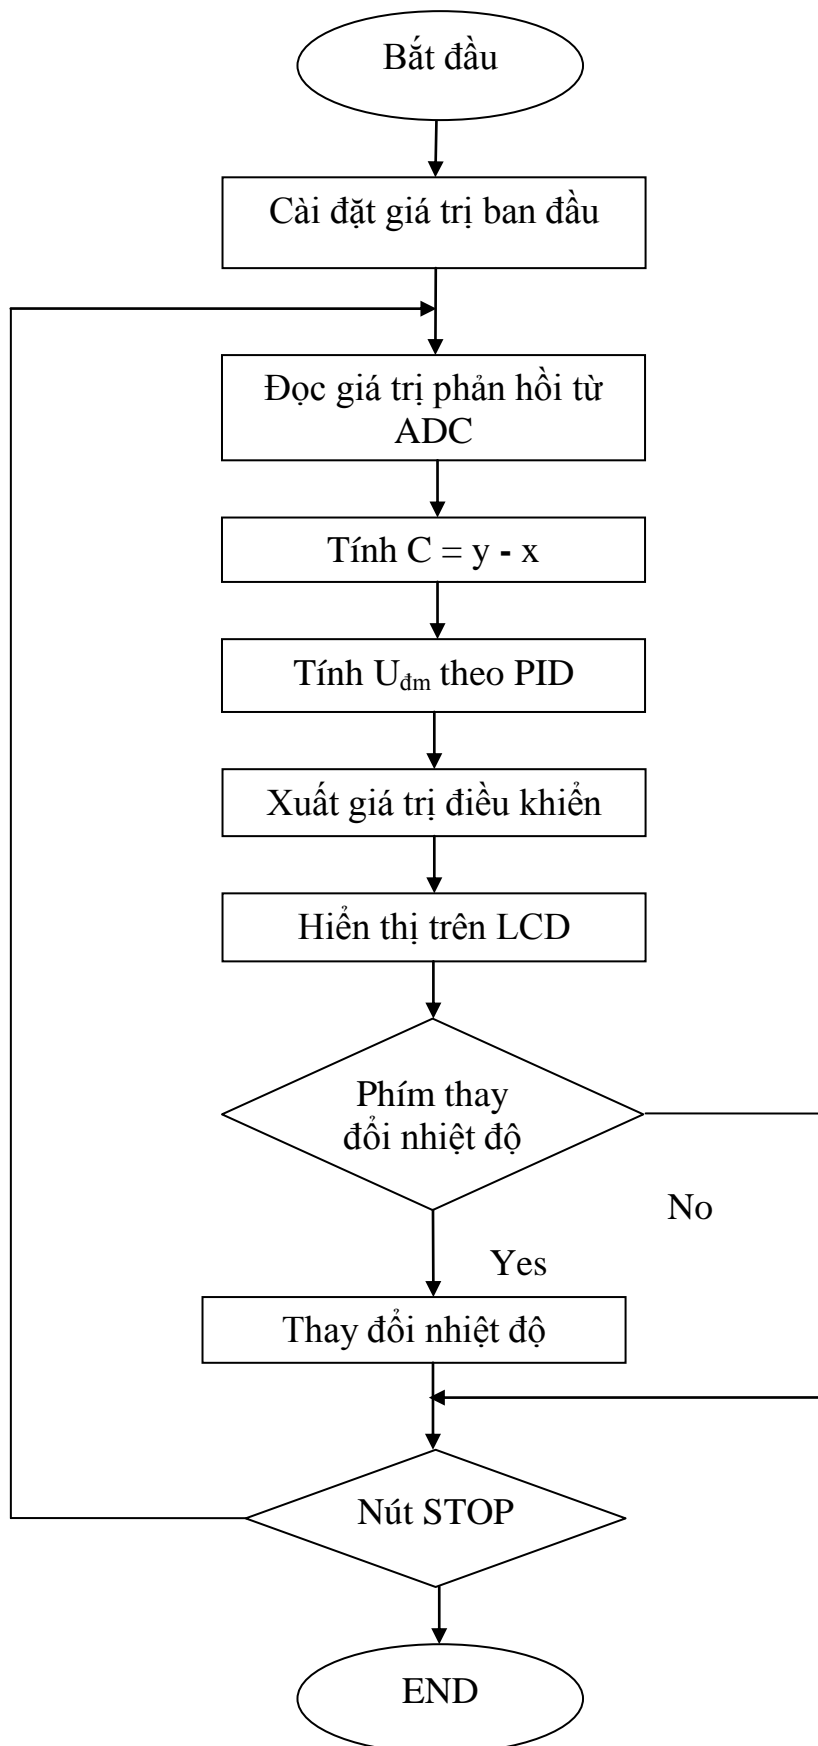 Bắt đầu
Cài đặt giá trị ban đầu
Đọc giá trị phản hồi từ
ADC
Tính C = y - x
Tính Uđm theo PID
Xuất giá trị điều khiển
Hiển thị trên LCD
Phím thay
đổi nhiệt độ
No
Yes
Thay đổi nhiệt độ
Nút STOP
END